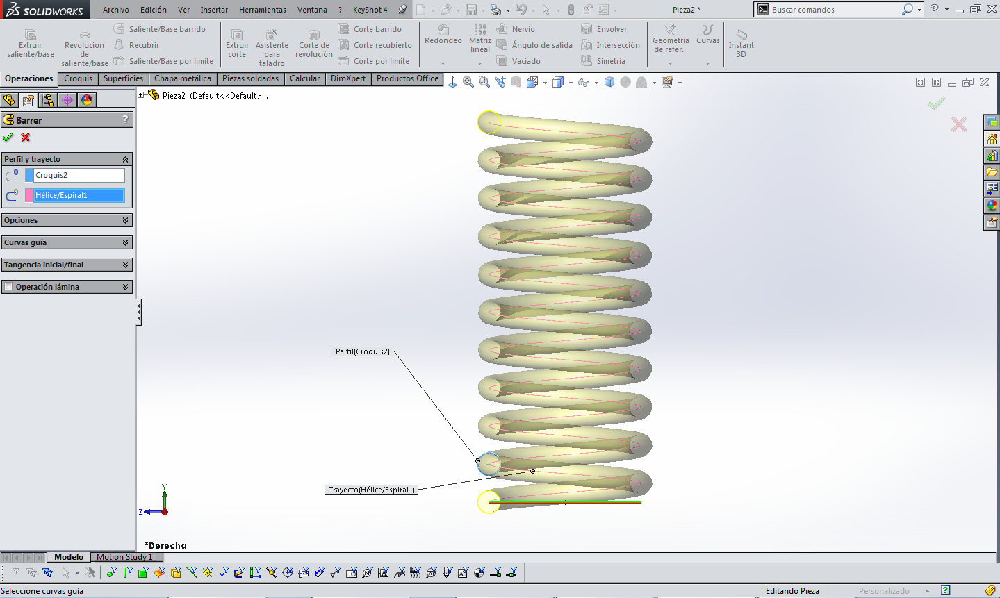 SOLIDWORKS
Archivo Edición Ver Insertar Herramientas Ventana ? KeyShot 4
Pieza2 *
Buscar comandos
Extruir saliente/base
Revolución de saliente/base
Saliente/Base barrido
Recubrir
Saliente/Base por límite
Extruir corte
Asistente para taladro
Corte de revolución
Corte barrido
Corte recubierto
Corte por límite
Redondeo
Matriz lineal
Nervio
Ángulo de salida
Vaciado
Envolver
Intersección
Simetría
Geometría de refer...
Curvas
Instant 3D
Operaciones Croquis Superficies Chapa metálica Piezas soldadas Calcular DimXpert Productos Office
Pieza2 (Default<<Default>...
Barrer ?
Perfil y trayecto
Croquis2
Hélice/Espiral1
Opciones
Curvas guía
Tangencia inicial/final
Operación lámina
Perfil(Croquis2)
Trayecto(Hélice/Espiral1)
Y
Z
*Derecha
Modelo Motion Study 1
Seleccione curvas guía
Editando Pieza
Personalizado
?